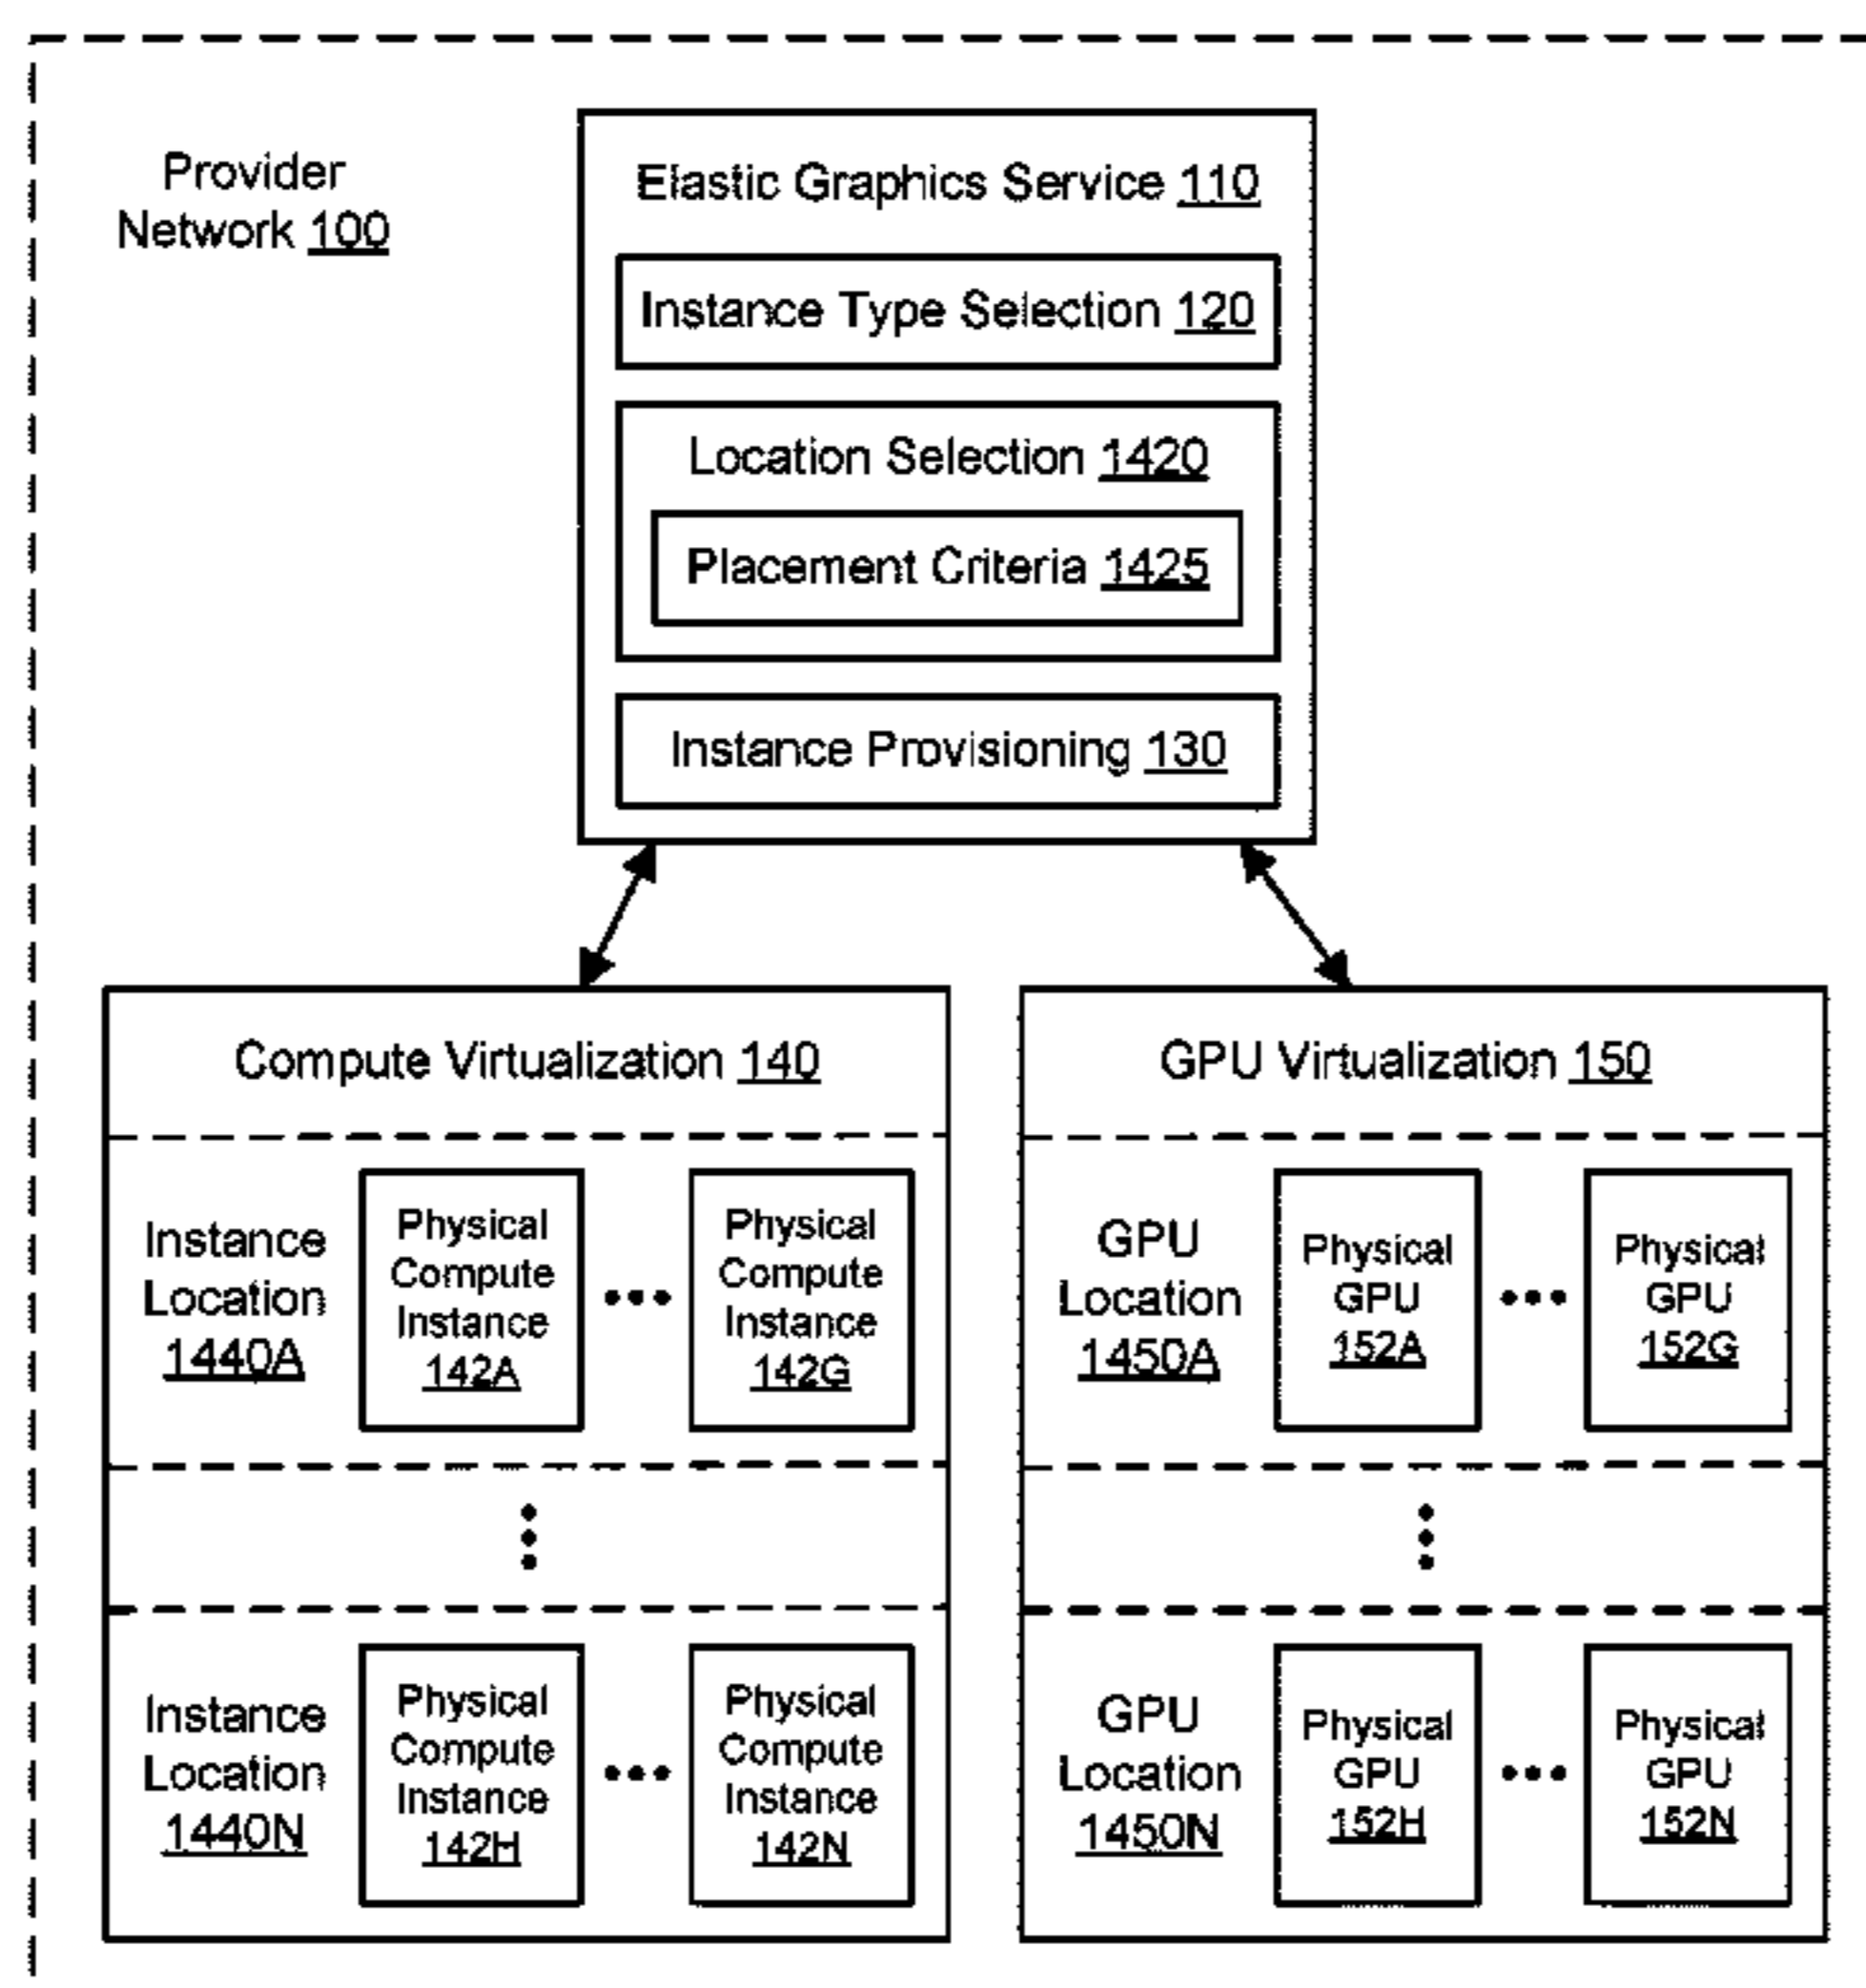 Provider
Network 100
Elastic Graphics Service 110
Instance Type Selection 120
Location Selection 1420
Placement Criteria 1425
Instance Provisioning 130
Compute Virtualization 140
Instance
Location
1440A
Physical
Compute
Instance
142A
Physical
Compute
Instance
142G
Instance
Location
1440N
Physical
Compute
Instance
142H
Physical
Compute
Instance
142N
GPU Virtualization 150
GPU
Location
1450A
Physical
GPU
152A
Physical
GPU
152G
GPU
Location
1450N
Physical
GPU
152H
Physical
GPU
152N